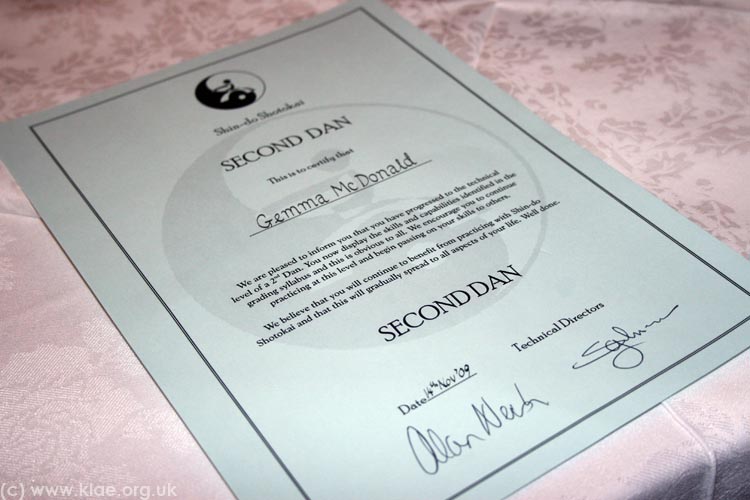 Shin-do Shotokai
SECOND DAN
This is to certify that
Gemma McDonald
We are pleased to inform you that you have progressed to the technical
level of a 2nd Dan. You now display the skills and capabilities identified in the
grading syllabus and this is obvious to all. We encourage you to continue
practicing at this level and begin passing on your skills to others.
We believe that you will continue to benefit from practicing with Shin-do
Shotokai and that this will gradually spread to all aspects of your life. Well done.
SECOND DAN
Technical Directors
Date 14th Nov '09
(c) www.klae.org.uk